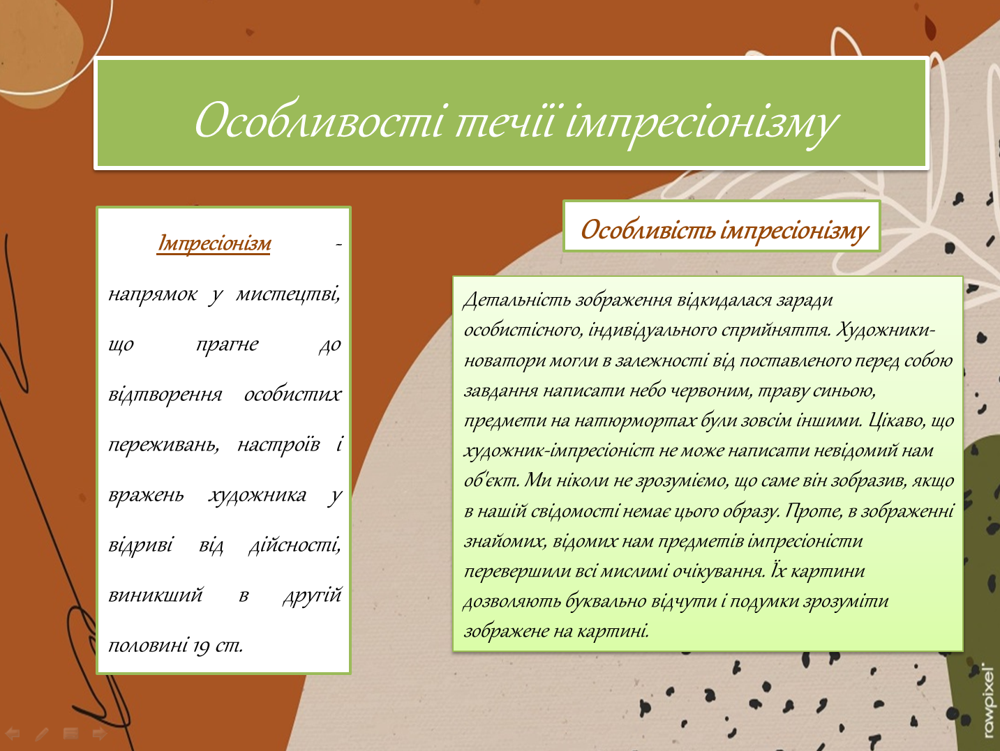 Особливості течії імпресіонізму
Імпресіонізм -
напрямок у мистецтві,
що прагне до
відтворення особистих
переживань, настроїв і
вражень художника у
відриві від дійсності,
виникший в другій
половині 19 ст.
Особливість імпресіонізму
Детальність зображення відкидалася заради
особистісного, індивідуального сприйняття. Художники-
новатори могли в залежності від поставленого перед собою
завдання написати небо червоним, траву синьою,
предмети на натюрмортах були зовсім іншими. Цікаво, що
художник-імпресіоніст не може написати невідомий нам
об'єкт. Ми ніколи не зрозуміємо, що саме він зобразив, якщо
в нашій свідомості немає цього образу. Проте, в зображенні
знайомих, відомих нам предметів імпресіоністи
перевершили всі мислимі очікування. Їх картини
дозволяють буквально відчути і подумки зрозуміти
зображене на картині.
rawpixel